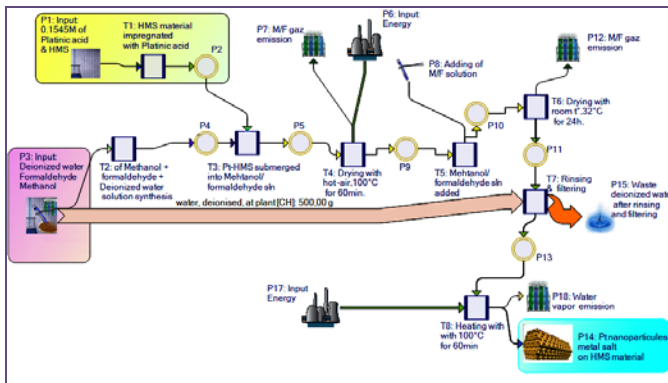 P1: Input:
0.1545M of
Platinic acid
& HMS
T1: HMS material
impregnated
with Platinic acid
P2
P7: M/F gaz
emission
P6: Input
Energy
P8: Adding of
M/F solution
P12: M/F gaz
emission
P10
T6: Drying with
room t°,32°C
for 24h.
P3: Input:
Deionized water
Formaldehyde
Methanol
P4
P5
P9
P11
T2: of Methanol +
formaldehyde +
Deionized water
solution synthesis
T3: Pt-HMS submerged
into Mehtanol/
formaldehyde sln
T4: Drying with
hot-air,100°C
for 60min.
T5: Mehtanol/
formaldehyde sln
added
T7: Rinsing
& filtering
P15: Waste
deionized wat
after rinsing
and filtering
water, deionised, at plant [CH]: 500,00 g
P13
P17: Input
Energy
P18: Water
vapor emission
T8: Heating with
with 100°C
for 60min
P14: Pt nanoparticules
metal salt
on HMS material